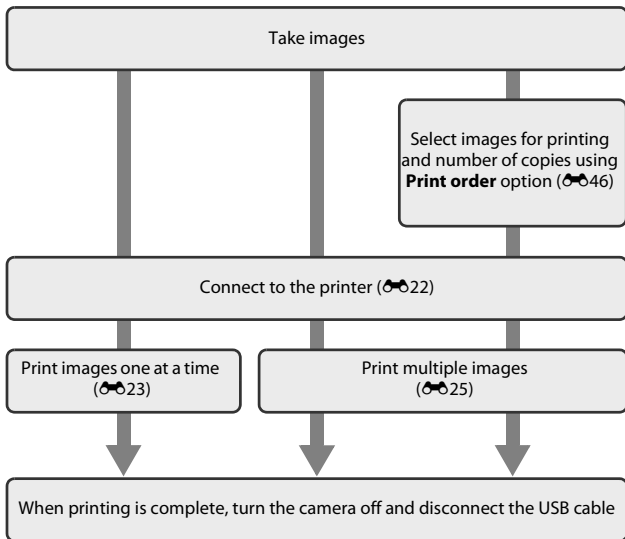 Take images
Select images for printing
and number of copies using
Print order option (46)
Connect to the printer (22)
Print images one at a time
(23)
Print multiple images
(25)
When printing is complete, turn the camera off and disconnect the USB cable